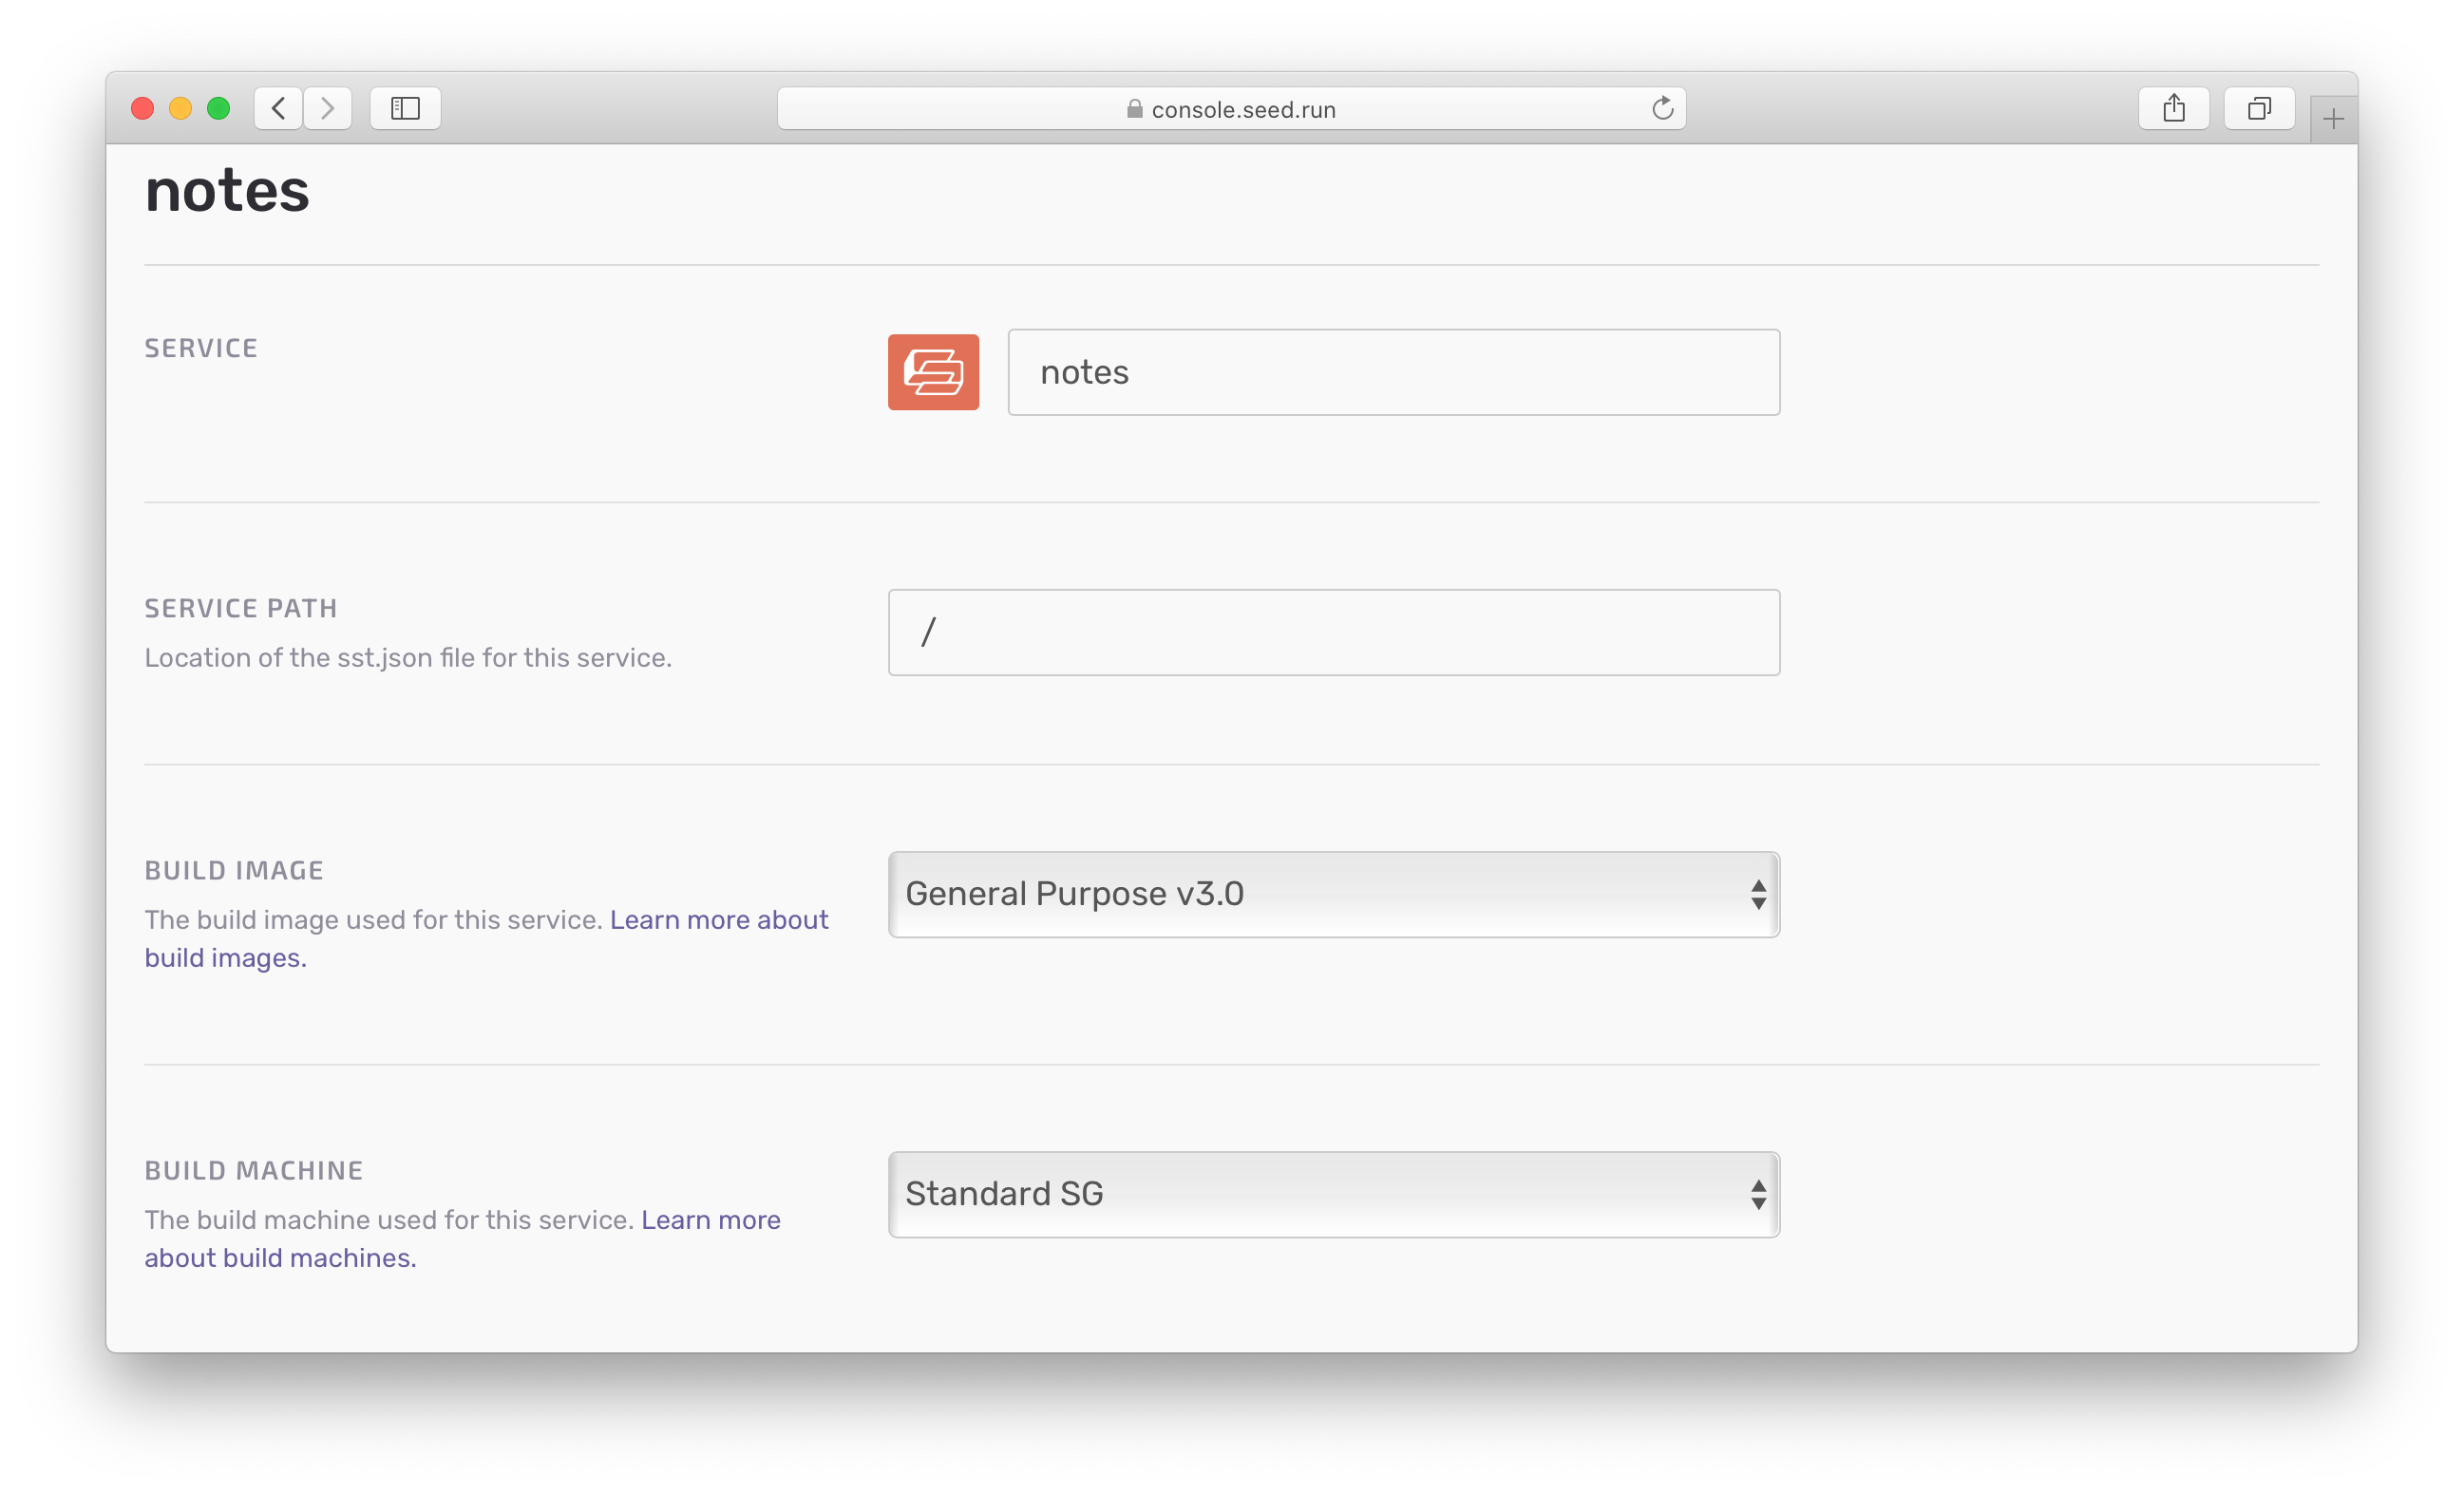 console.seed.run
notes
SERVICE
notes
SERVICE PATH
Location of the sst.json file for this service.
/
BUILD IMAGE
The build image used for this service. Learn more about
build images.
General Purpose v3.0
BUILD MACHINE
The build machine used for this service. Learn more
about build machines.
Standard SG